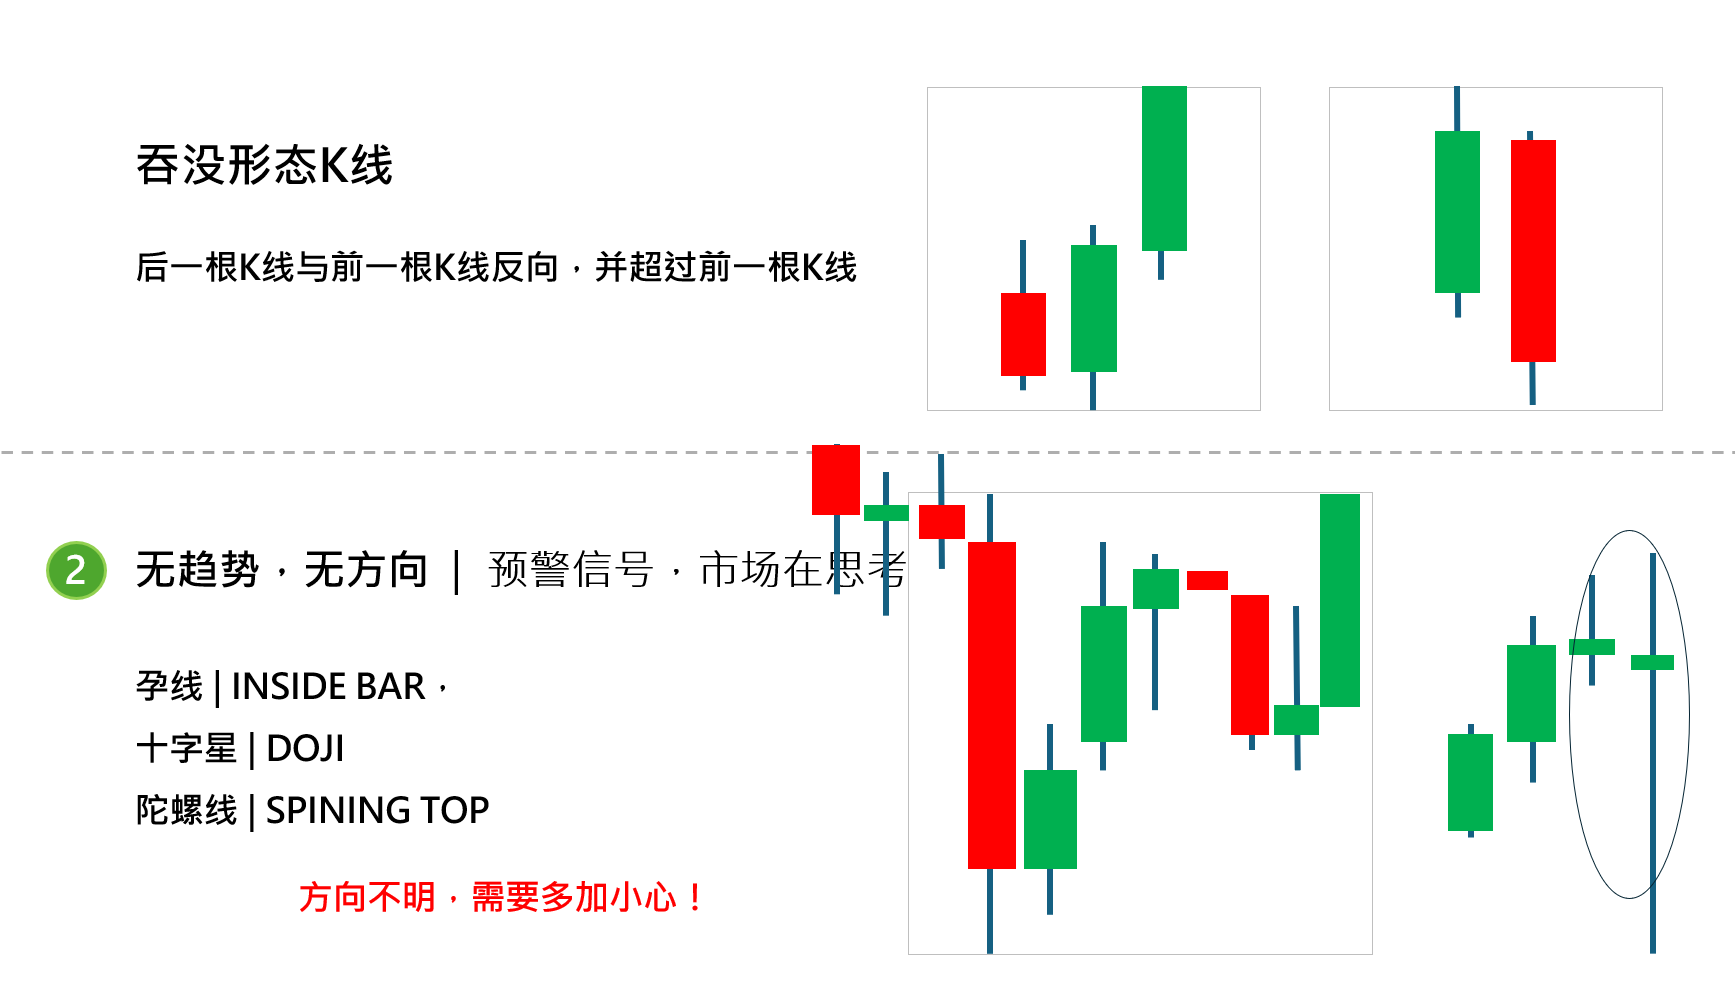 吞没形态K线
后一根K线与前一根K线反向，并超过前一根K线
2 无趋势，无方向 | 预警信号，市场在思考
孕线 | INSIDE BAR，
十字星 | DOJI
陀螺线 | SPINING TOP
方向不明，需要多加小心！